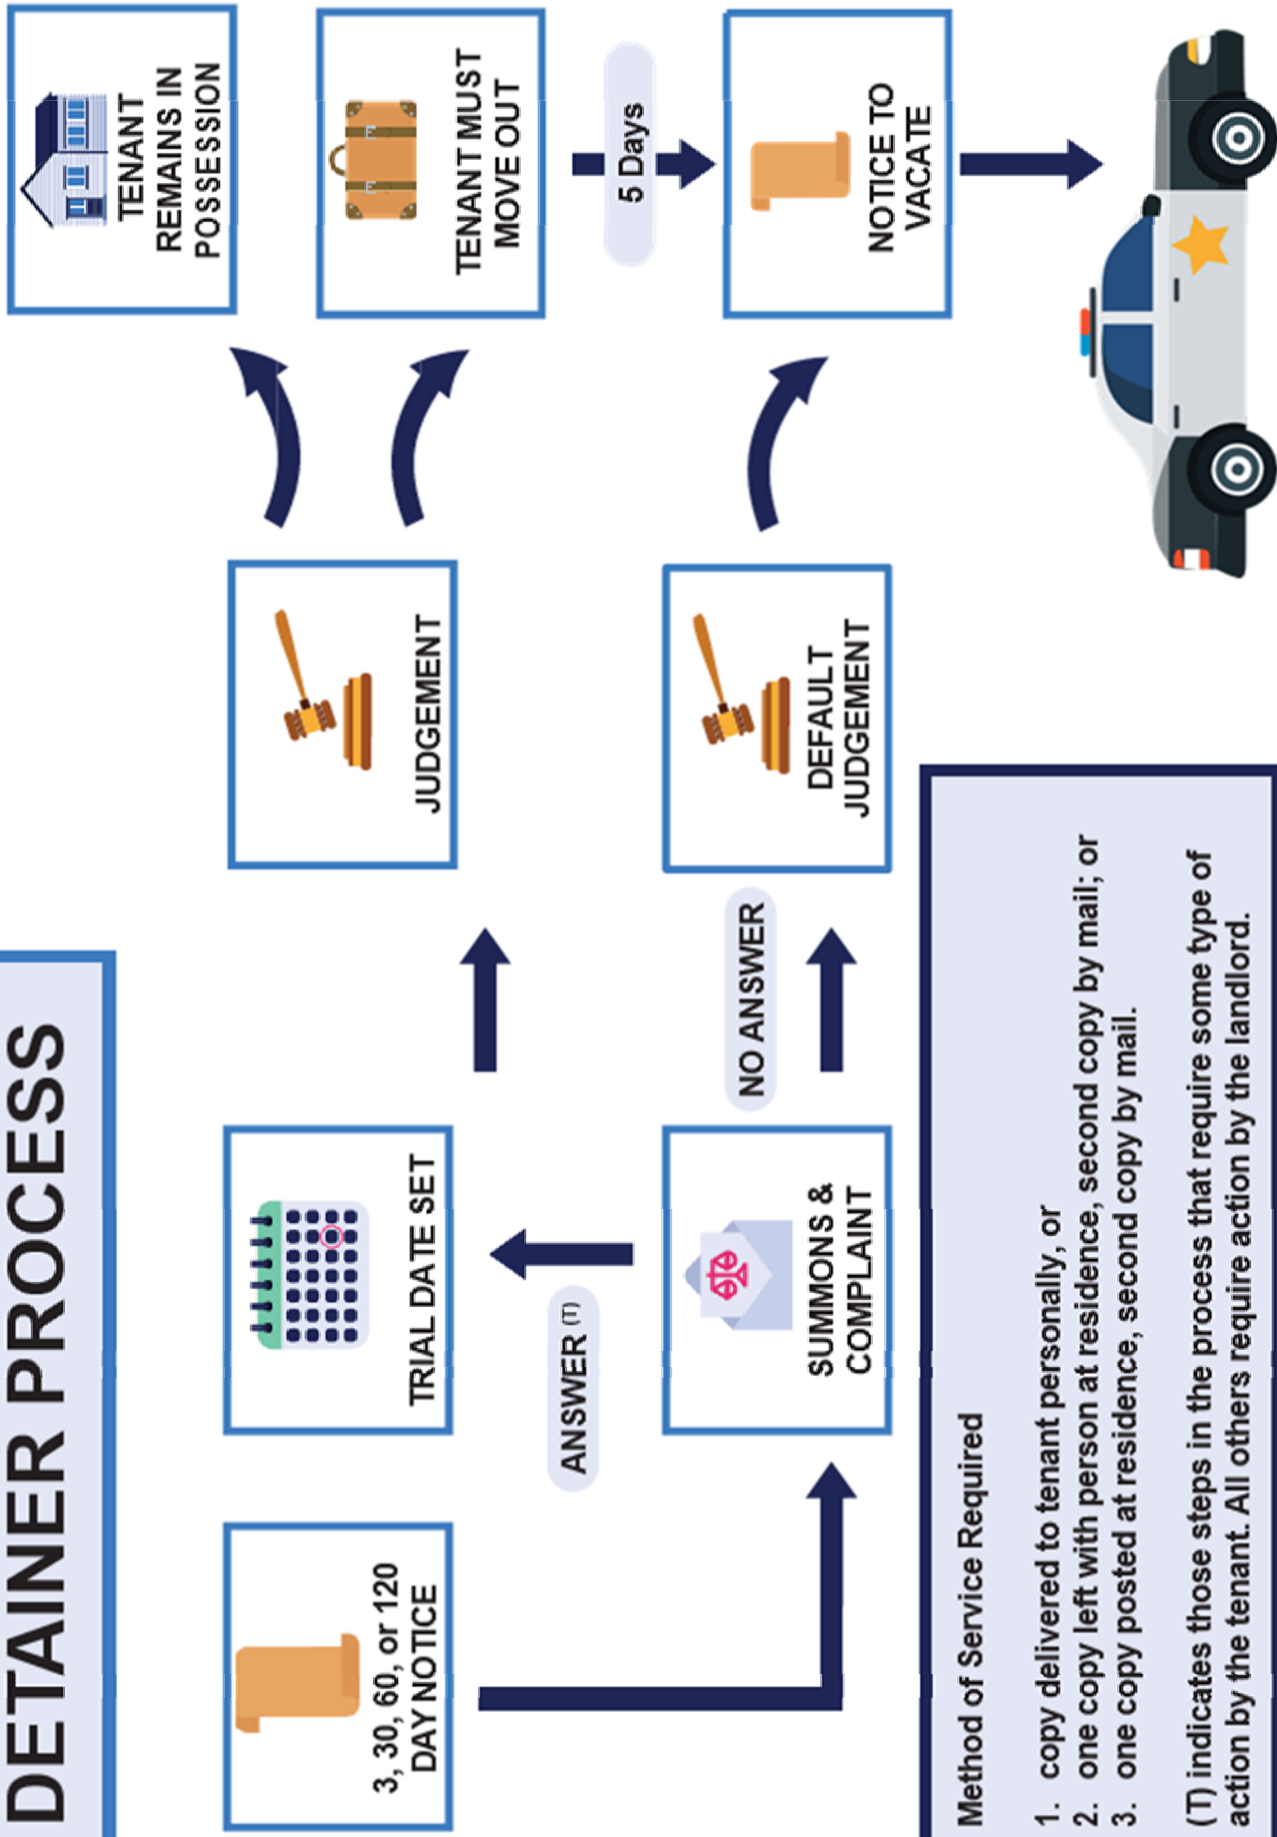 DETAINER PROCESS
3, 30, 60, or 120
DAY NOTICE
TRIAL DATE SET
JUDGEMENT
TENANT
REMAINS IN
POSSESSION
E E
TENANT MUST
MOVE OUT
ANSWER (T)
5 Days
SUMMONS &
COMPLAINT
NO ANSWER
DEFAULT
JUDGEMENT
NOTICE TO
VACATE
Method of Service Required
1. copy delivered to tenant personally, or
2. one copy left with person at residence, second copy by mail; or
3. one copy posted at residence, second copy by mail.
(T) indicates those steps in the process that require some type of
action by the tenant. All others require action by the landlord.